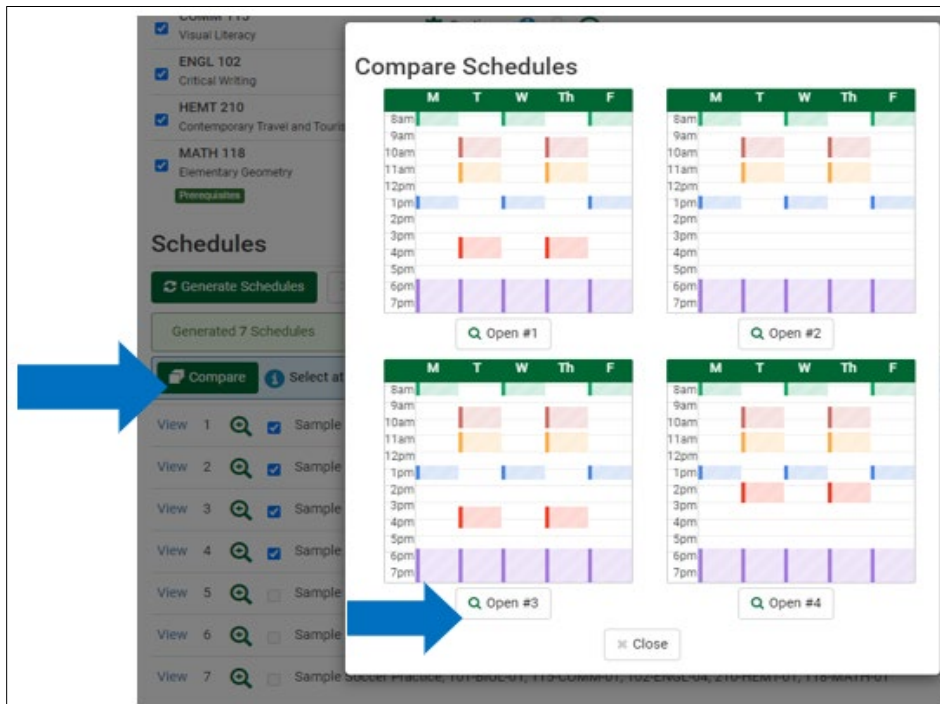 COMM 115
Visual Literacy
ENGL 102
Critical Writing
HEMT 210
Contemporary Travel and Touris
MATH 118
Elementary Geometry
Prerequisites
Schedules
Generate Schedules
Generated 7 Schedules
Compare
Select at
View 1 Sample
View 2 Sample
View 3 Sample
View 4 Sample
View 5 Sample
View 6 Sample
View 7 Sample Soccer Practice, 101-BIOL-01, 115-COMM-01, 102-ENGL-04, 210-HEMT-01, 118-MATH-01
Compare Schedules
M T W Th F
8am
9am
10am
11am
12pm
1pm
2pm
3pm
4pm
5pm
6pm
7pm
Open #1
M T W Th F
8am
9am
10am
11am
12pm
1pm
2pm
3pm
4pm
5pm
6pm
7pm
Open #2
M T W Th F
8am
9am
10am
11am
12pm
1pm
2pm
3pm
4pm
5pm
6pm
7pm
Open #3
M T W Th F
8am
9am
10am
11am
12pm
1pm
2pm
3pm
4pm
5pm
6pm
7pm
Open #4
Close